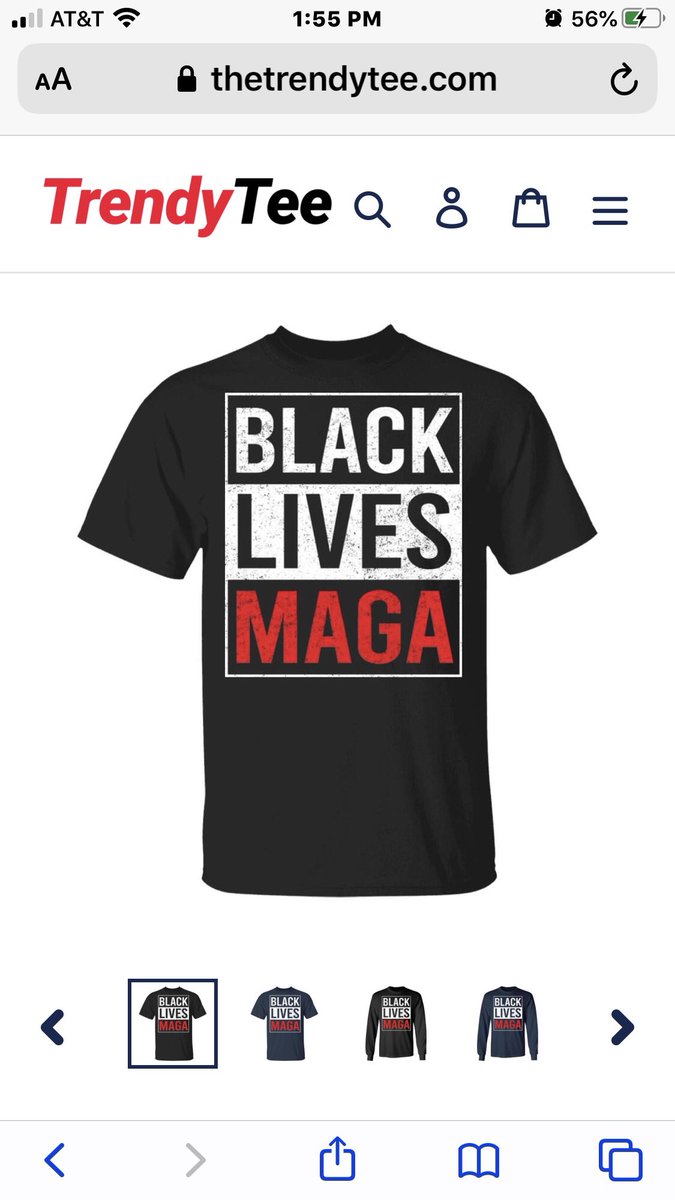 AT&T 1:55 PM 56%
AA thetrendytee.com
TrendyTee
BLACK
LIVES
MAGA
BLACK LIVES MAGA
BLACK LIVES MAGA
BLACK LIVES MAGA
BLACK LIVES MAGA